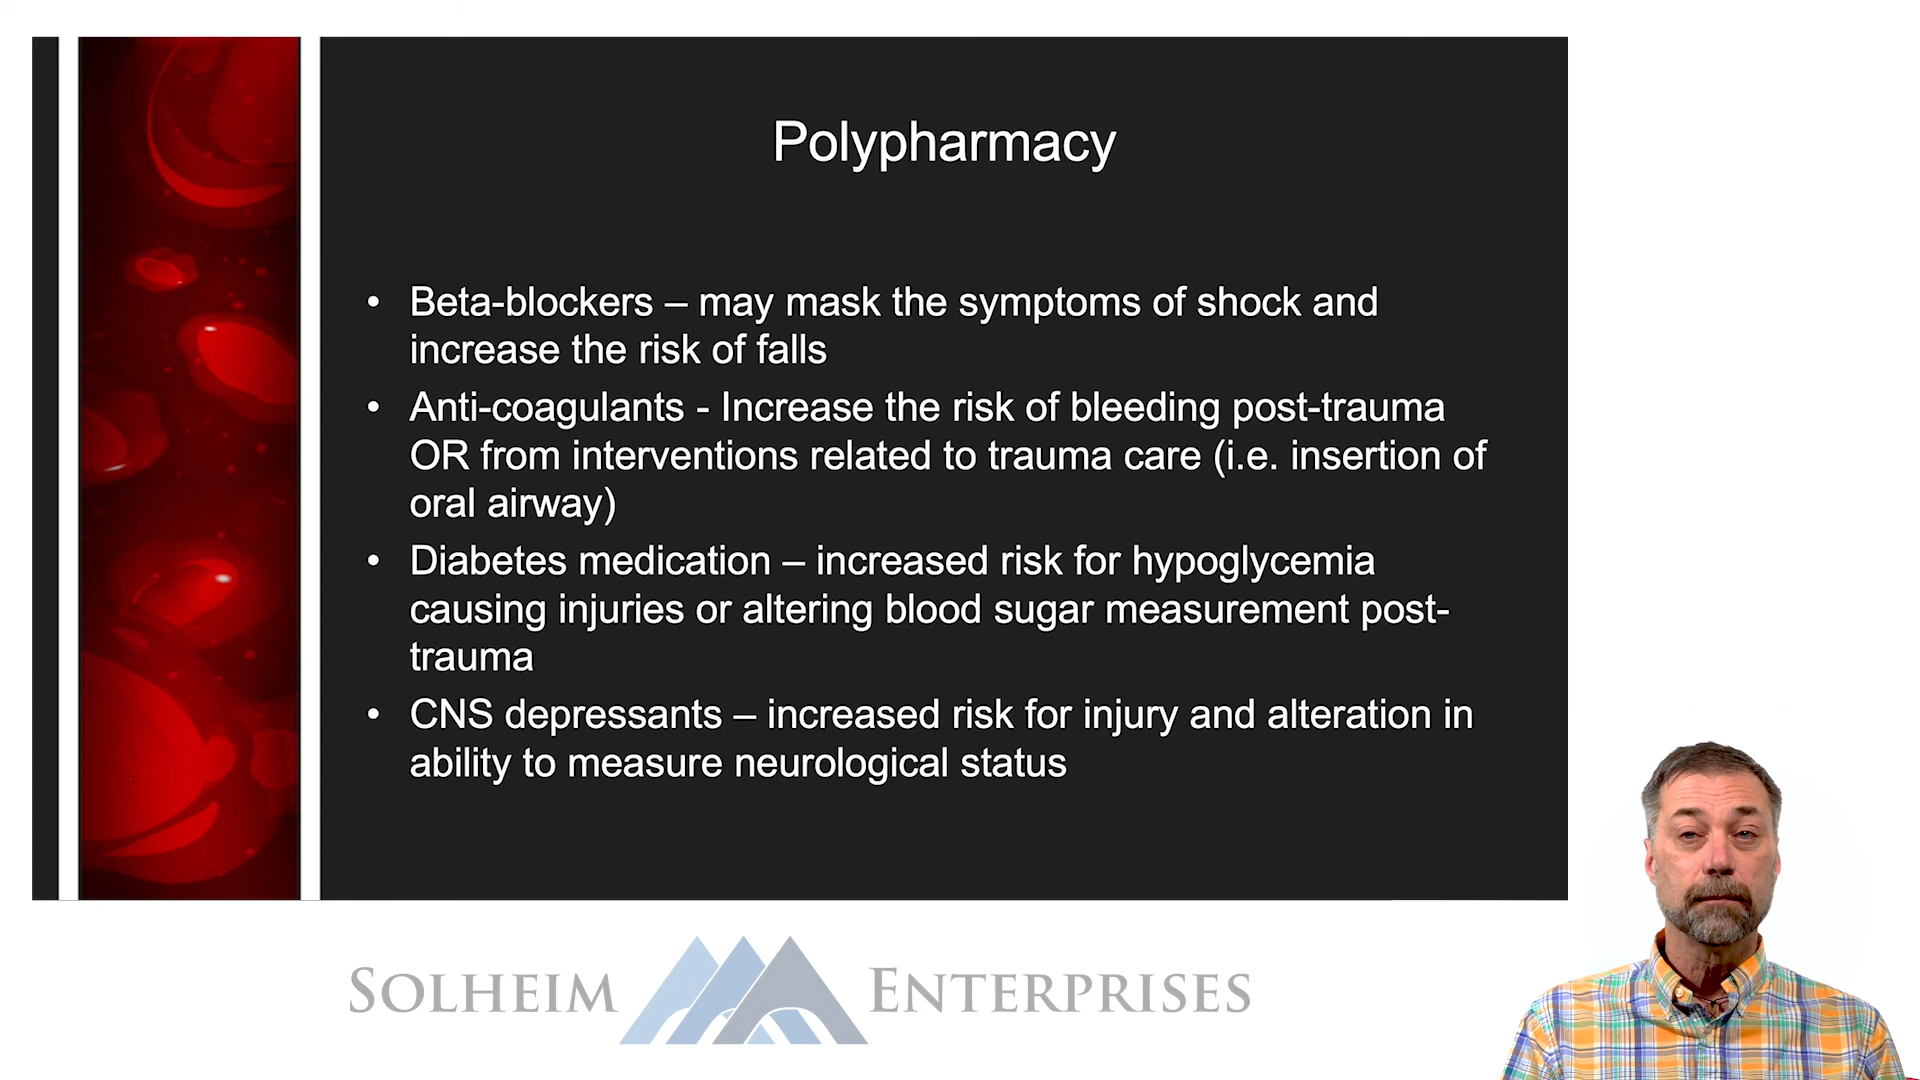 Polypharmacy
• Beta-blockers – may mask the symptoms of shock and
increase the risk of falls
• Anti-coagulants - Increase the risk of bleeding post-trauma
OR from interventions related to trauma care (i.e. insertion of
oral airway)
• Diabetes medication – increased risk for hypoglycemia
causing injuries or altering blood sugar measurement post-
trauma
• CNS depressants – increased risk for injury and alteration in
ability to measure neurological status
SOLHEIM ENTERPRISES